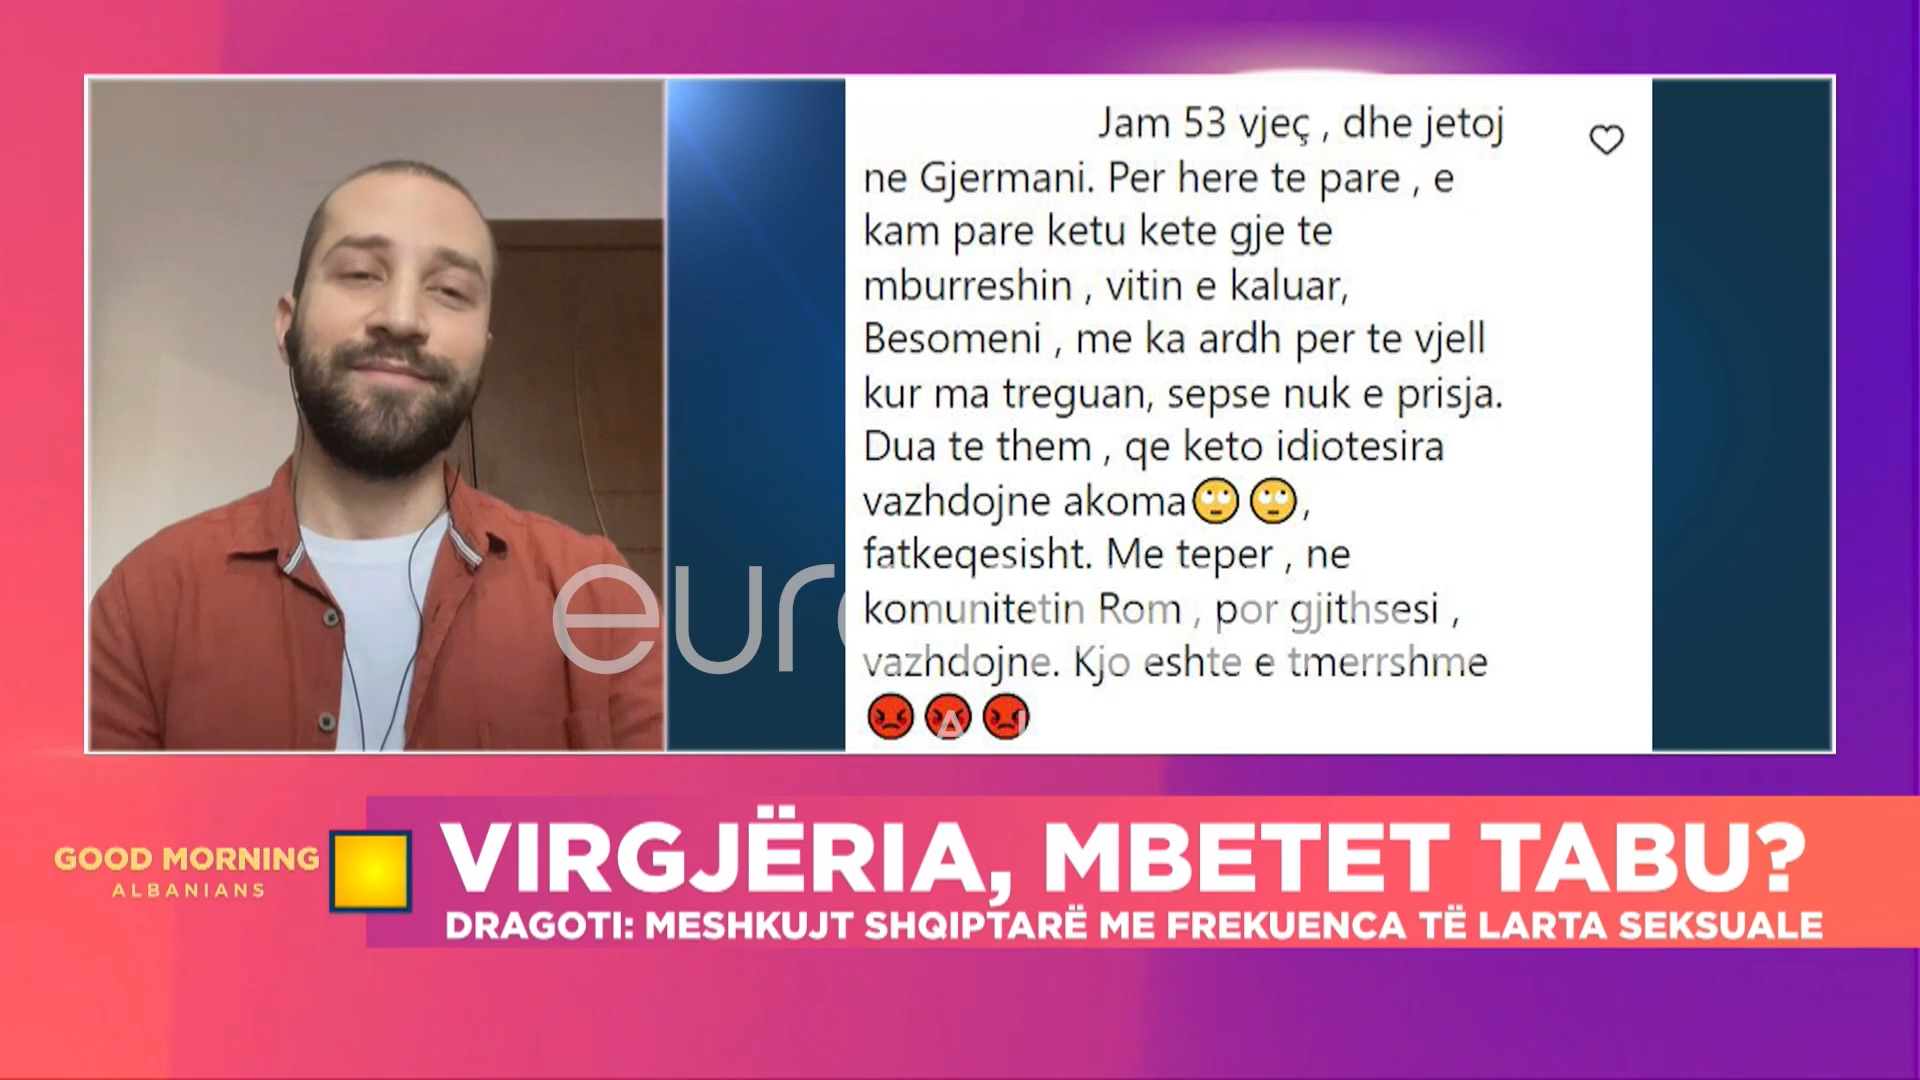 Jam 53 vjeç , dhe jetoj
ne Gjermani. Per here te pare , e
kam pare ketu kete gje te
mburreshin , vitin e kaluar,
Besomeni , me ka ardh per te vjell
kur ma treguan, sepse nuk e prisja.
Dua te them , qe keto idiotesira
vazhdojne akoma🙄🙄,
fatkeqesisht. Me teper , ne
komunitetin Rom , por gjithsesi ,
vazhdojne. Kjo eshte e tmerrshme
😡😡😡
eur
A
GOOD MORNING
ALBANIANS
VIRGJËRIA, MBETET TABU?
DRAGOTI: MESHKUJT SHQIPTARË ME FREKUENCA TË LARTA SEKSUALE